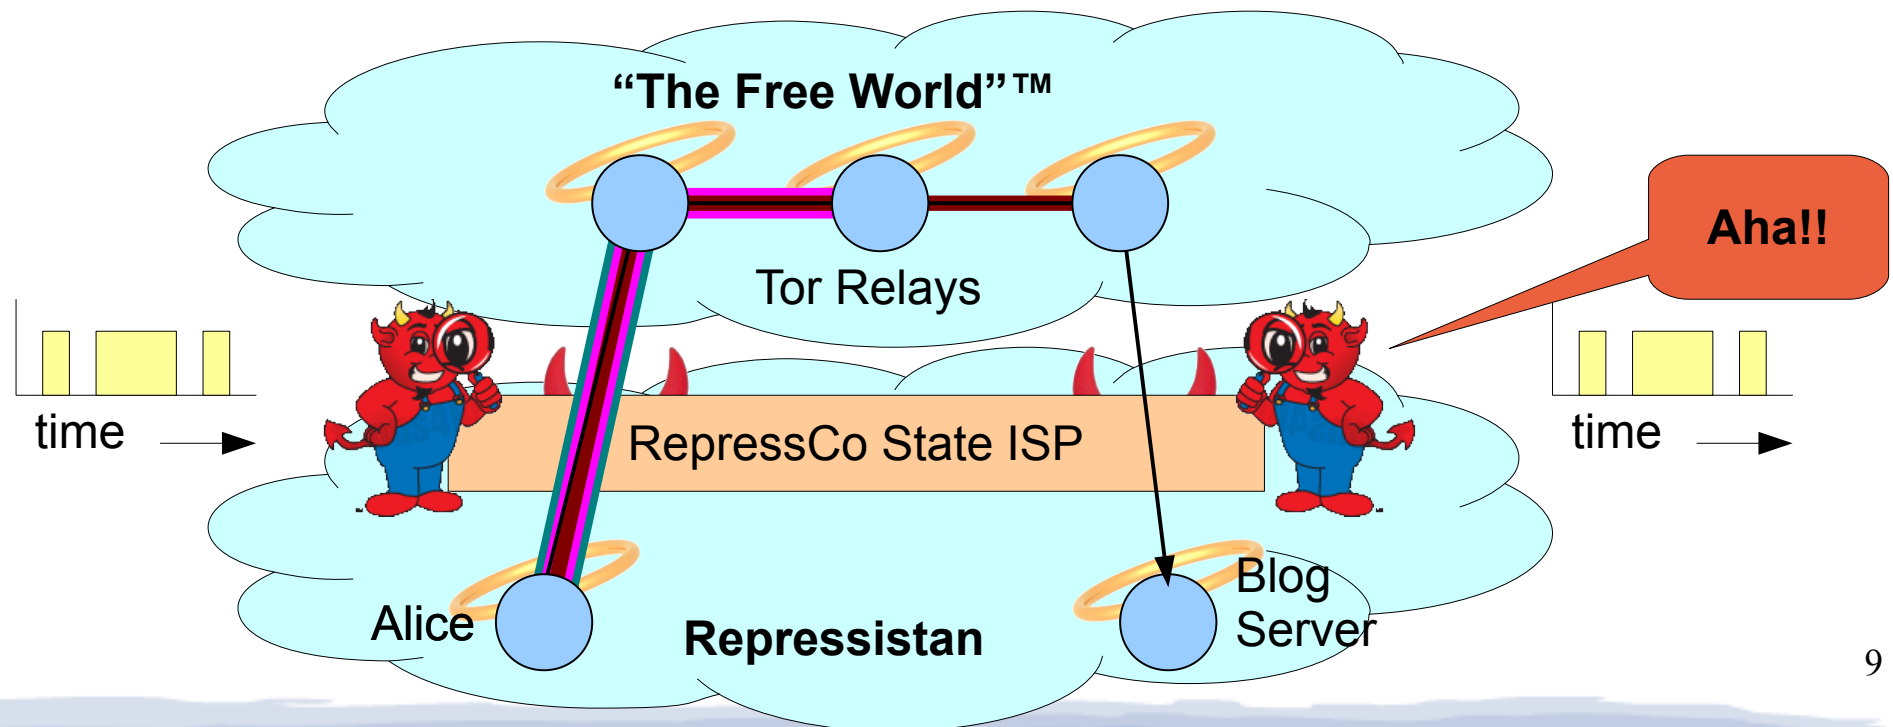 “The Free World”™
Aha!!
Tor Relays
time
time
RepressCo State ISP
Alice
Repressistan
Blog
Server
9